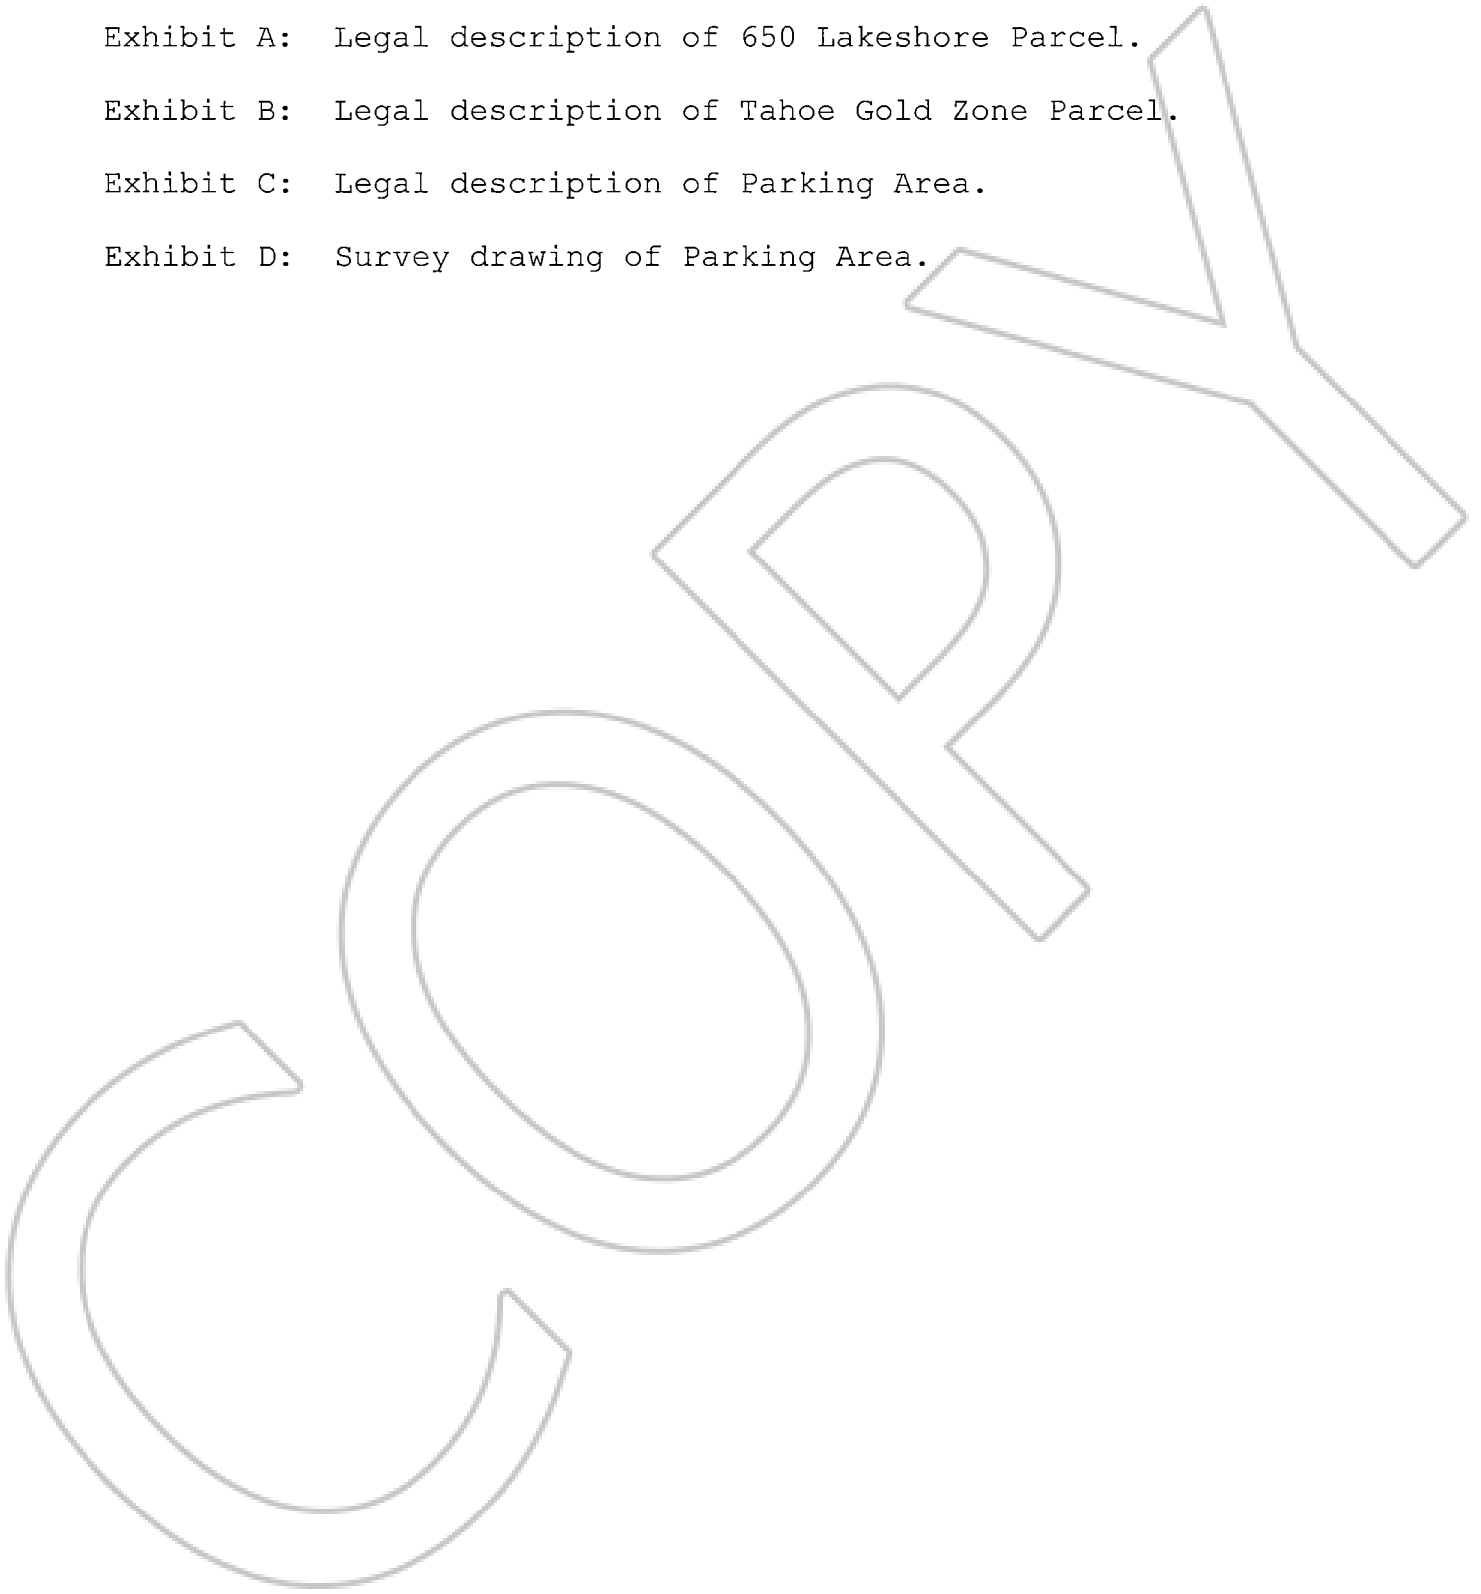 Exhibit A: Legal description of 650 Lakeshore Parcel.
Exhibit B: Legal description of Tahoe Gold Zone Parcel.
Exhibit C: Legal description of Parking Area.
Exhibit D: Survey drawing of Parking Area.
COPY